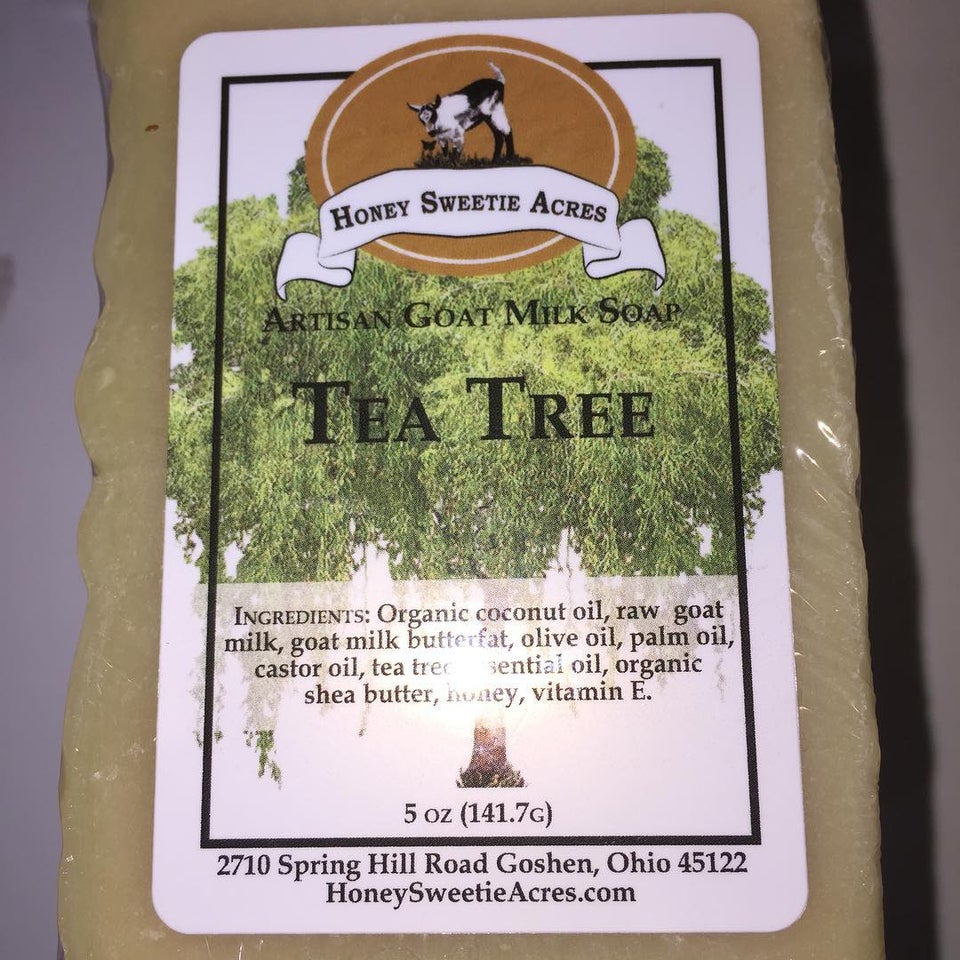 Honey Sweetie Acres
Artisan Goat Milk Soap
Tea Tree
Ingredients: Organic coconut oil, raw goat
milk, goat milk butterfat, olive oil, palm oil,
castor oil, tea tree essential oil, organic
shea butter, honey, vitamin E.
5 oz (141.7g)
2710 Spring Hill Road Goshen, Ohio 45122
HoneySweetieAcres.com